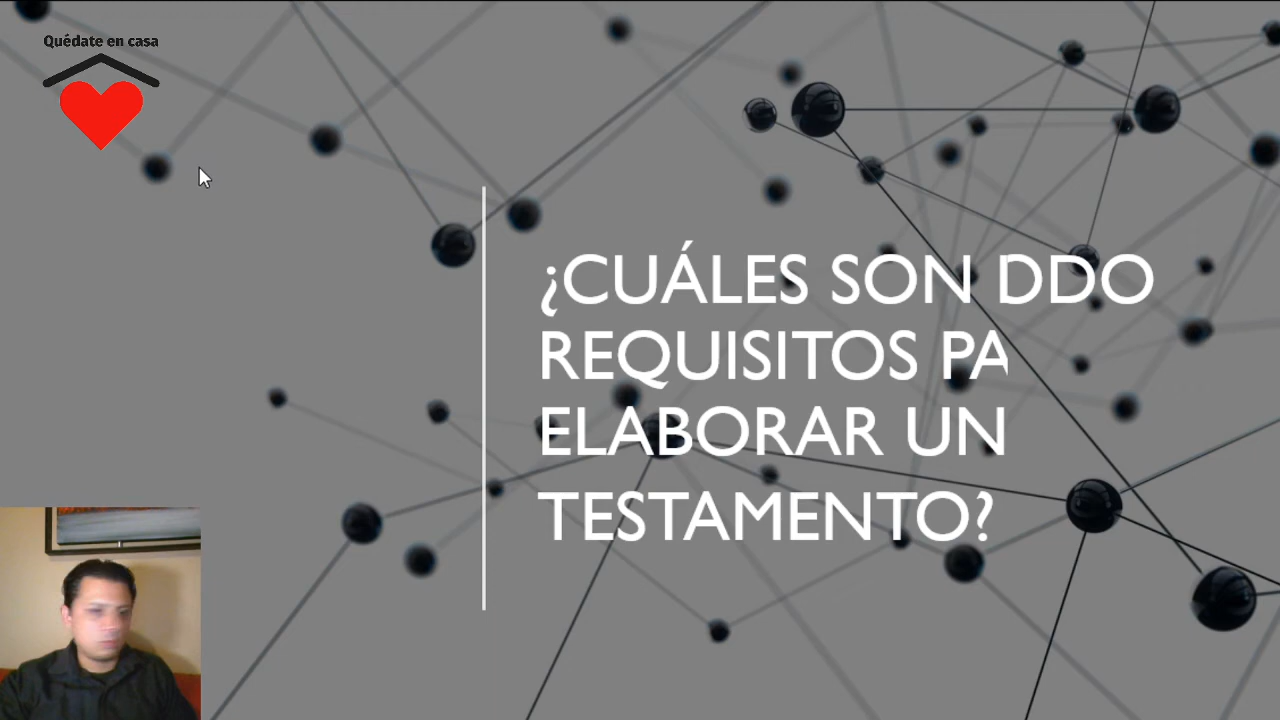 Quédate en casa
¿CUÁLES SON DDO
REQUISITOS PA
ELABORAR UN
TESTAMENTO?